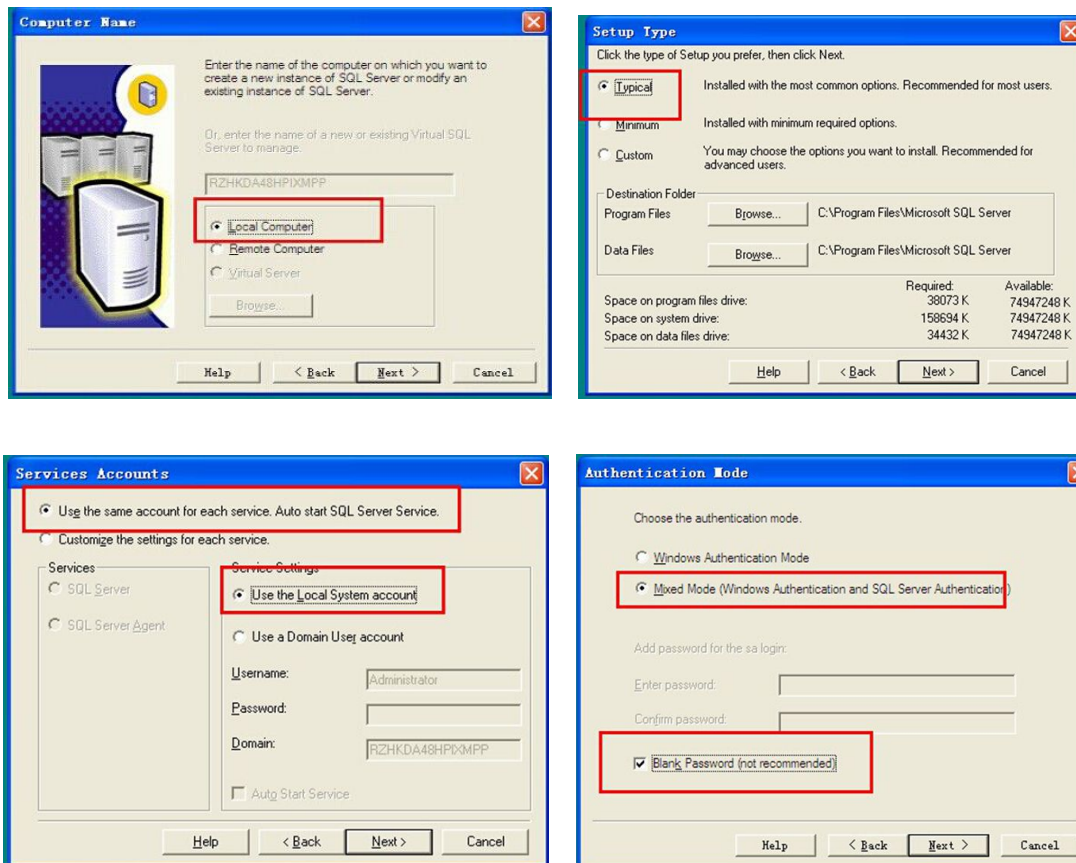 Computer Name
Enter the name of the computer on which you want to
create a new instance of SQL Server or modify an
existing instance of SQL Server.
Or, enter the name of a new or existing Virtual SQL
Server to manage.
RZHKDA48HPIXMPP
Local Computer
Remote Computer
Virtual Server
Browse...
Help
< Back
Next >
Cancel
Setup Type
Click the type of Setup you prefer, then click Next.
Typical
Installed with the most common options. Recommended for most users.
Minimum
Installed with minimum required options.
Custom
You may choose the options you want to install. Recommended for
advanced users.
Destination Folder
Program Files
Browse...
C:\Program Files\Microsoft SQL Server
Data Files
Browse...
C:\Program Files\Microsoft SQL Server
Required:
Available:
Space on program files drive:
38073 K
74947248 K
Space on system drive:
158694 K
74947248 K
Space on data files drive:
34432 K
74947248 K
Help
< Back
Next >
Cancel
Services Accounts
Use the same account for each service. Auto start SQL Server Service.
Customize the settings for each service.
Services
SQL Server
SQL Server Agent
Service Settings
Use the Local System account
Use a Domain User account
Username:
Administrator
Password:
Domain:
RZHKDA48HPIXMPP
Auto Start Service
Help
< Back
Next >
Cancel
Authentication Mode
Choose the authentication mode.
Windows Authentication Mode
Mixed Mode (Windows Authentication and SQL Server Authentication)
Add password for the sa login:
Enter password:
Confirm password:
Blank Password (not recommended)
Help
< Back
Next >
Cancel